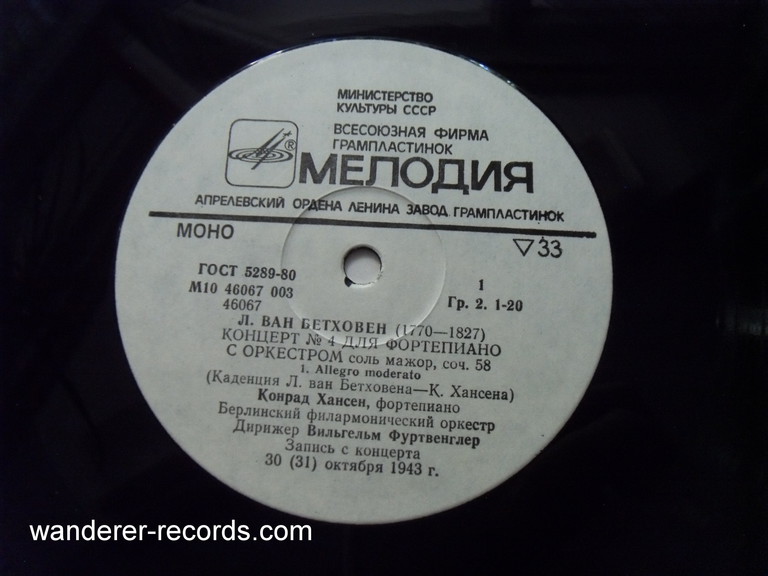 МИНИСТЕРСТВО
КУЛЬТУРЫ СССР
ВСЕСОЮЗНАЯ ФИРМА
ГРАМПЛАСТИНОК
®
МЕЛОДИЯ
АПРЕЛЕВСКИЙ ОРДЕНА ЛЕНИНА ЗАВОД ГРАМПЛАСТИНОК
МОНО
▽33
ГОСТ 5289-80
М10 46067 003
46067
1
Гр. 2. 1-20
Л. ВАН БЕТХОВЕН (1770—1827)
КОНЦЕРТ № 4 ДЛЯ ФОРТЕПИАНО
С ОРКЕСТРОМ соль мажор, соч. 58
1. Allegro moderato
(Каденция Л. ван Бетховена—К. Хансена)
Конрад Хансен, фортепиано
Берлинский филармонический оркестр
Дирижер Вильгельм Фуртвенглер
Запись с концерта
30 (31) октября 1943 г.
wanderer-records.com